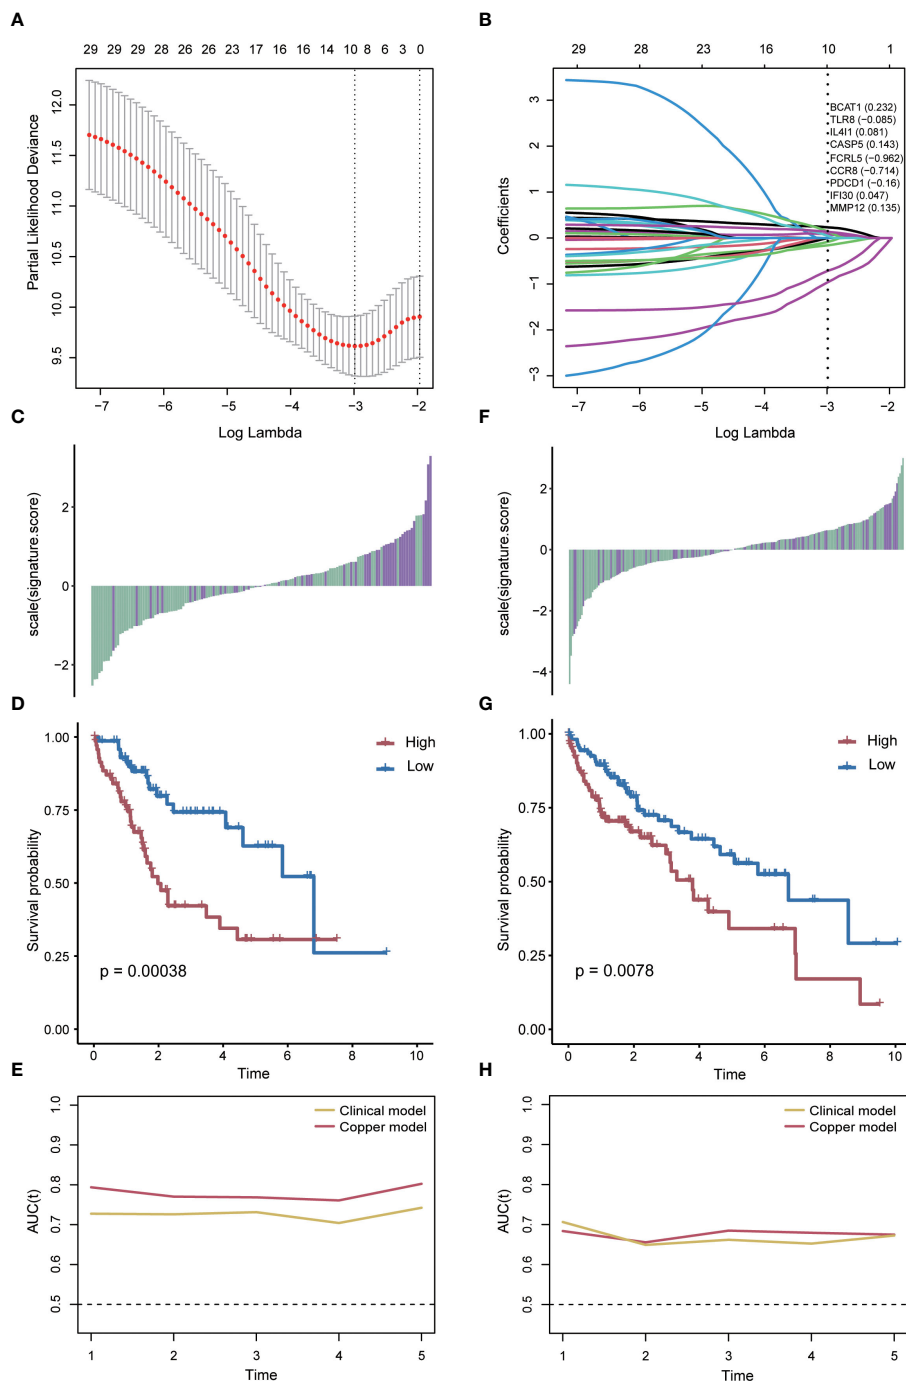 A
29 29 29 28 26 26 23 17 16 16 14 10 8 6 3 0
12.0
11.5
11.0
10.5
10.0
9.5
Partial Likelihood Deviance
−7 −6 −5 −4 −3 −2
Log Lambda
B
29 28 23 16 10 1
3
2
1
0
−1
−2
−3
Coefficients
BCAT1 (0.232)
TLR8 (−0.085)
IL4I1 (0.081)
CASP5 (0.143)
FCRL5 (−0.962)
CCR8 (−0.714)
PDCD1 (−0.16)
IFI30 (0.047)
MMP12 (0.135)
−7 −6 −5 −4 −3 −2
Log Lambda
C
2
0
−2
scale(signature.score)
F
2
0
−2
−4
scale(signature.score)
D
1.00
0.75
0.50
0.25
0.00
Survival probability
High
Low
p = 0.00038
0 2 4 6 8 10
Time
G
1.00
0.75
0.50
0.25
0.00
Survival probability
High
Low
p = 0.0078
0 2 4 6 8 10
Time
E
1.0
0.9
0.8
0.7
0.6
0.5
AUC(t)
Clinical model
Copper model
1 2 3 4 5
Time
H
1.0
0.9
0.8
0.7
0.6
0.5
AUC(t)
Clinical model
Copper model
1 2 3 4 5
Time